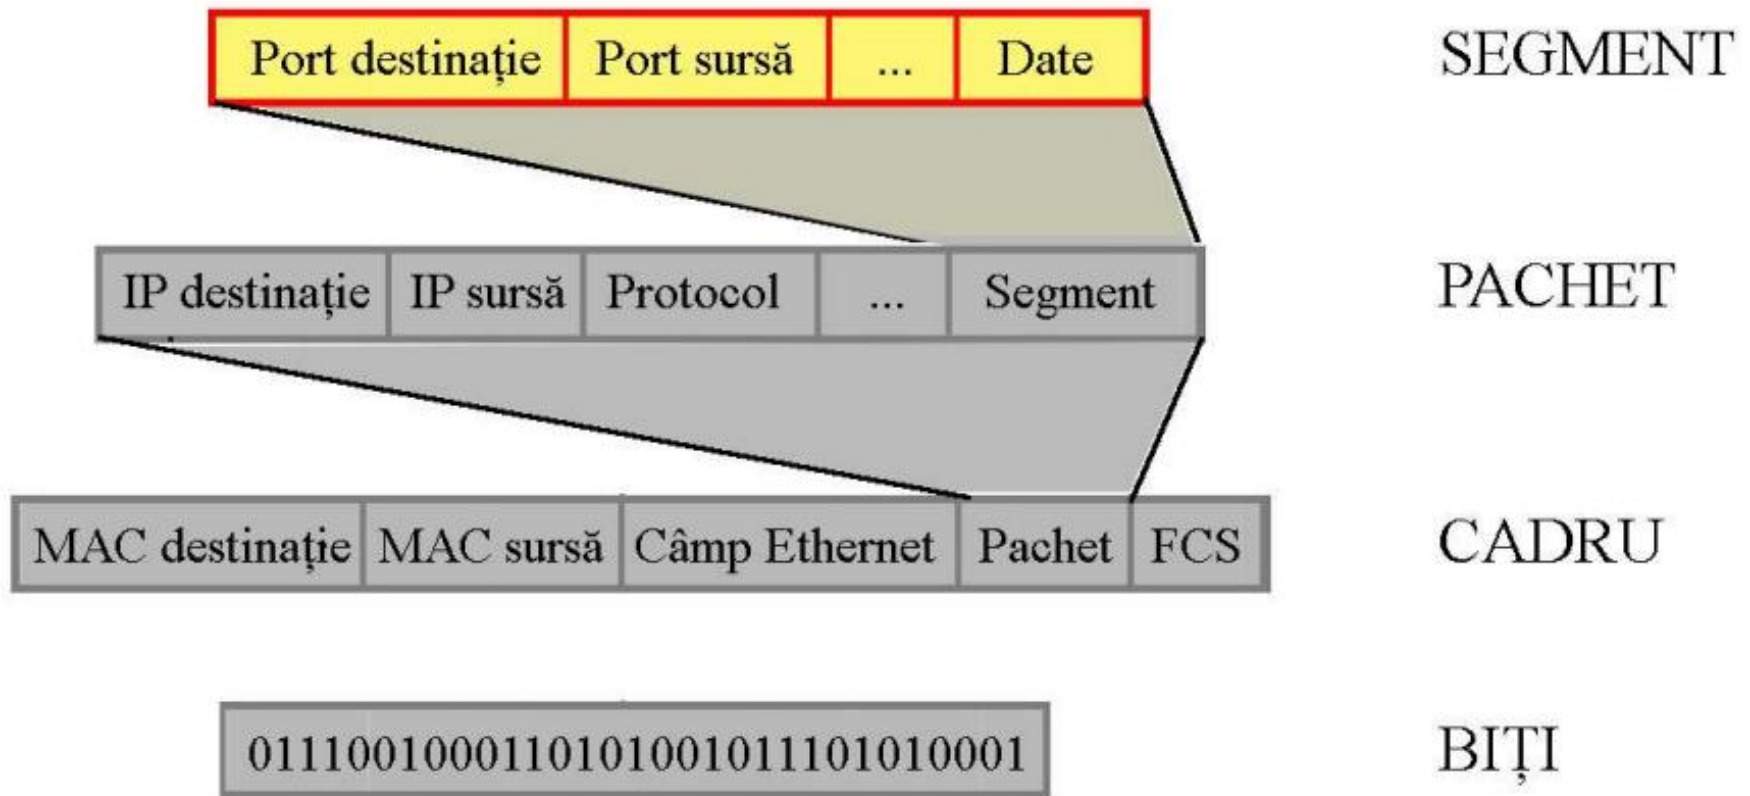 Port destinație Port sursă ... Date SEGMENT
IP destinație IP sursă Protocol ... Segment PACHET
MAC destinație MAC sursă Câmp Ethernet Pachet FCS CADRU
0111001000110101001011101010001 BIȚI